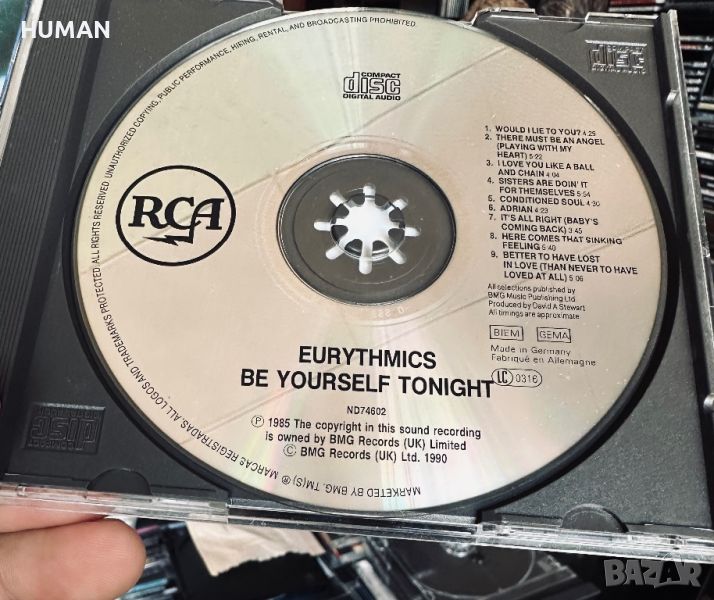 HUMAN
UNAUTHORIZED COPYING, PUBLIC PERFORMANCE, HIRING, RENTAL, AND BROADCASTING PROHIBITED.
COMPACT
disc
DIGITAL AUDIO
RCA
1. WOULD I LIE TO YOU? 4:25
2. THERE MUST BE AN ANGEL
(PLAYING WITH MY
HEART) 5:22
3. I LOVE YOU LIKE A BALL
AND CHAIN 4:04
4. SISTERS ARE DOIN' IT
FOR THEMSELVES 5:54
5. CONDITIONED SOUL 4:30
6. ADRIAN 4:23
7. IT'S ALL RIGHT (BABY'S
COMING BACK) 3:45
8. HERE COMES THAT SINKING
FEELING 5:40
9. BETTER TO HAVE LOST
IN LOVE (THAN NEVER TO HAVE
LOVED AT ALL) 5:06
All selections published by
BMG Music Publishing Ltd.
Produced by David A Stewart
All timings are approximate
BIEM GEMA
Made in Germany
Fabriqué en Allemagne
LC 0316
EURYTHMICS
BE YOURSELF TONIGHT
ND74602
Ⓟ 1985 The copyright in this sound recording
is owned by BMG Records (UK) Limited
© BMG Records (UK) Ltd. 1990
MARKETED BY BMG. TM(S) ® MARCAS REGISTRADAS. ALL LOGOS AND TRADEMARKS PROTECTED. ALL RIGHTS RESERVED
BAZAR